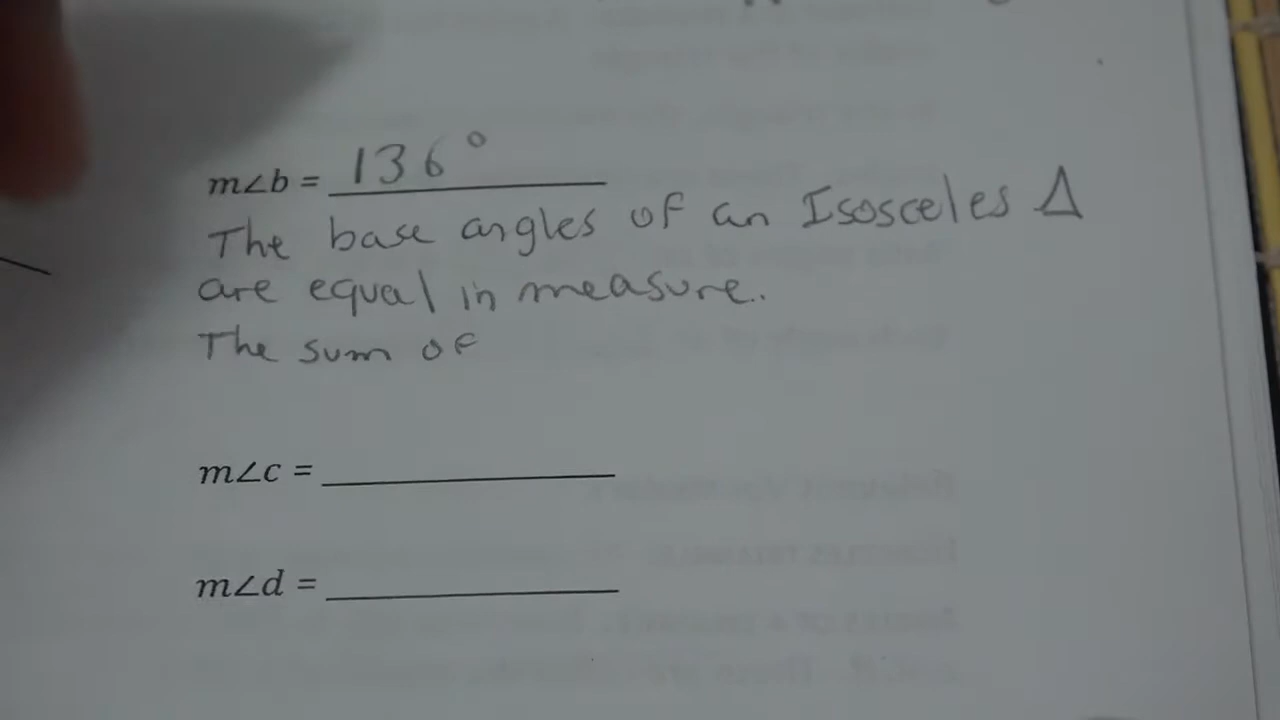 m∠b = 136°
The base angles of an Isosceles Δ
are equal in measure.
The sum of
m∠c =
m∠d =